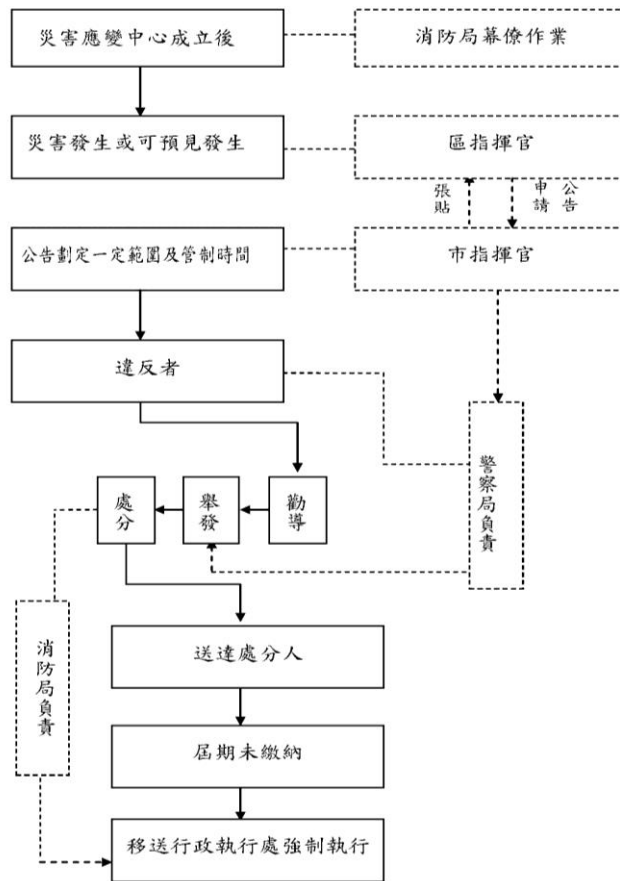 災害應變中心成立後
消防局幕僚作業
災害發生或可預見發生
區指揮官
張貼
申請
公告
公告劃定一定範圍及管制時間
市指揮官
違反者
警察局負責
處分
舉發
勸導
消防局負責
送達處分人
屆期未繳納
移送行政執行處強制執行